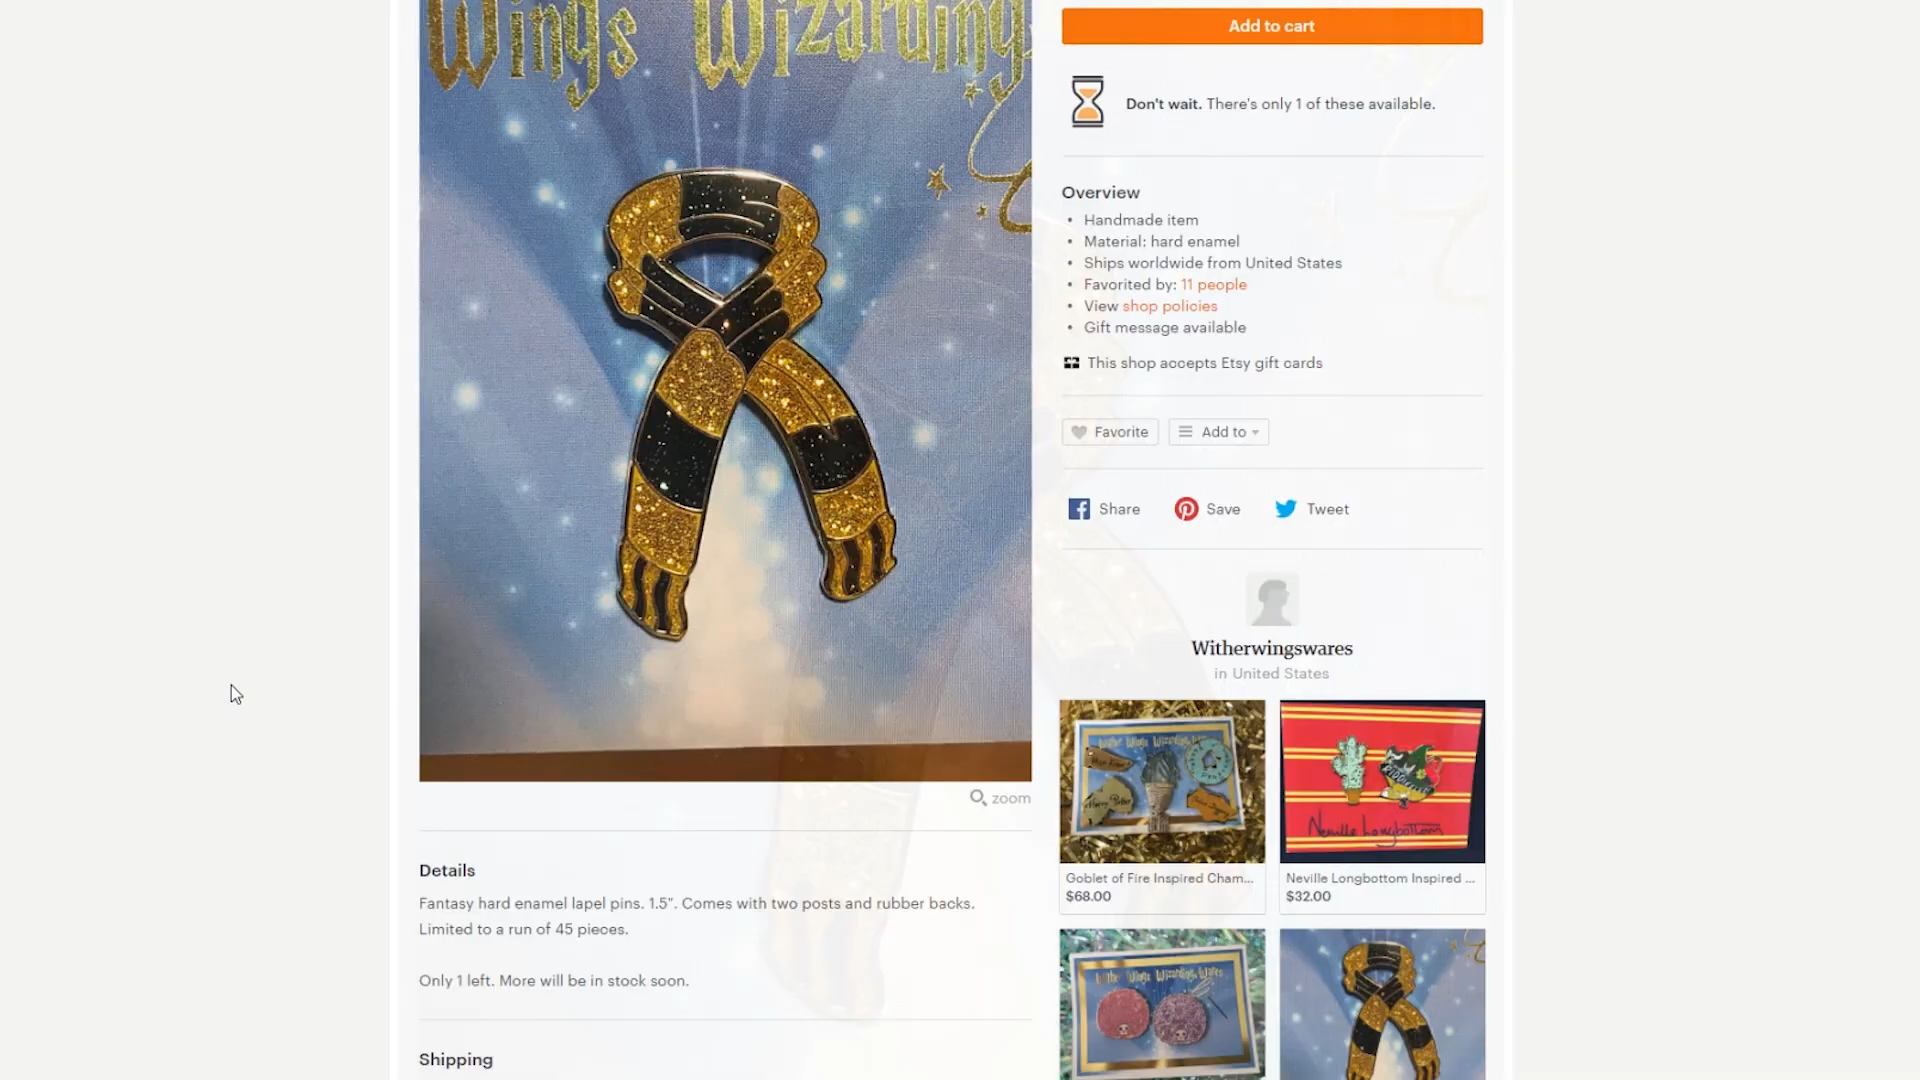 Wings Wizarding
Add to cart
Don't wait. There's only 1 of these available.
Overview
• Handmade item
• Material: hard enamel
• Ships worldwide from United States
• Favorited by: 11 people
• View shop policies
• Gift message available
This shop accepts Etsy gift cards
Favorite
Add to
Share
Save
Tweet
Witherwingswares
in United States
Harry Potter
Neville Longbottom
Goblet of Fire Inspired Cham...
$68.00
Neville Longbottom Inspired ...
$32.00
zoom
Details
Fantasy hard enamel lapel pins. 1.5". Comes with two posts and rubber backs.
Limited to a run of 45 pieces.
Only 1 left. More will be in stock soon.
Shipping